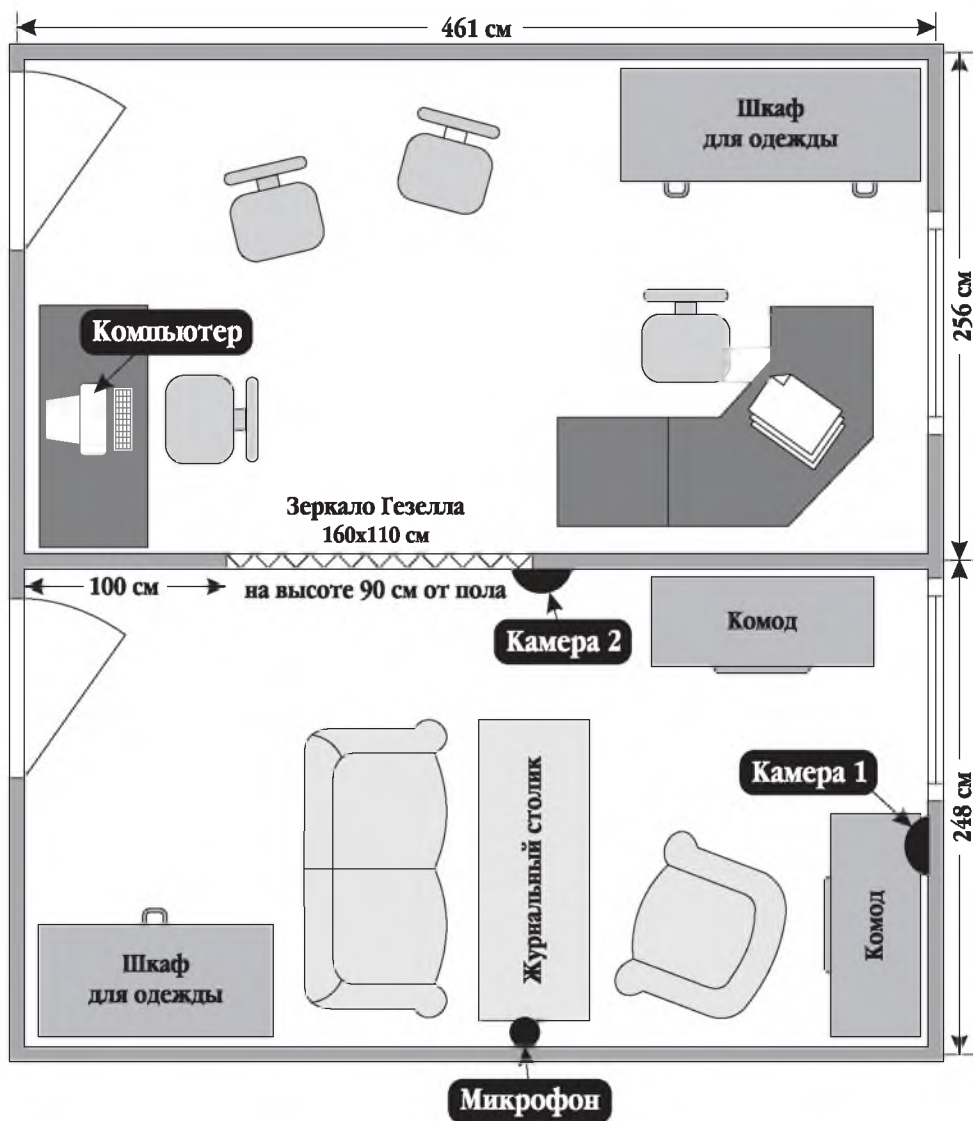 461 см
Шкаф
для одежды
256 см
Компьютер
Зеркало Гезелла
160х110 см
100 см
на высоте 90 см от пола
Камера 2
Комод
Камера 1
248 см
Журнальный столик
Комод
Шкаф
для одежды
Микрофон